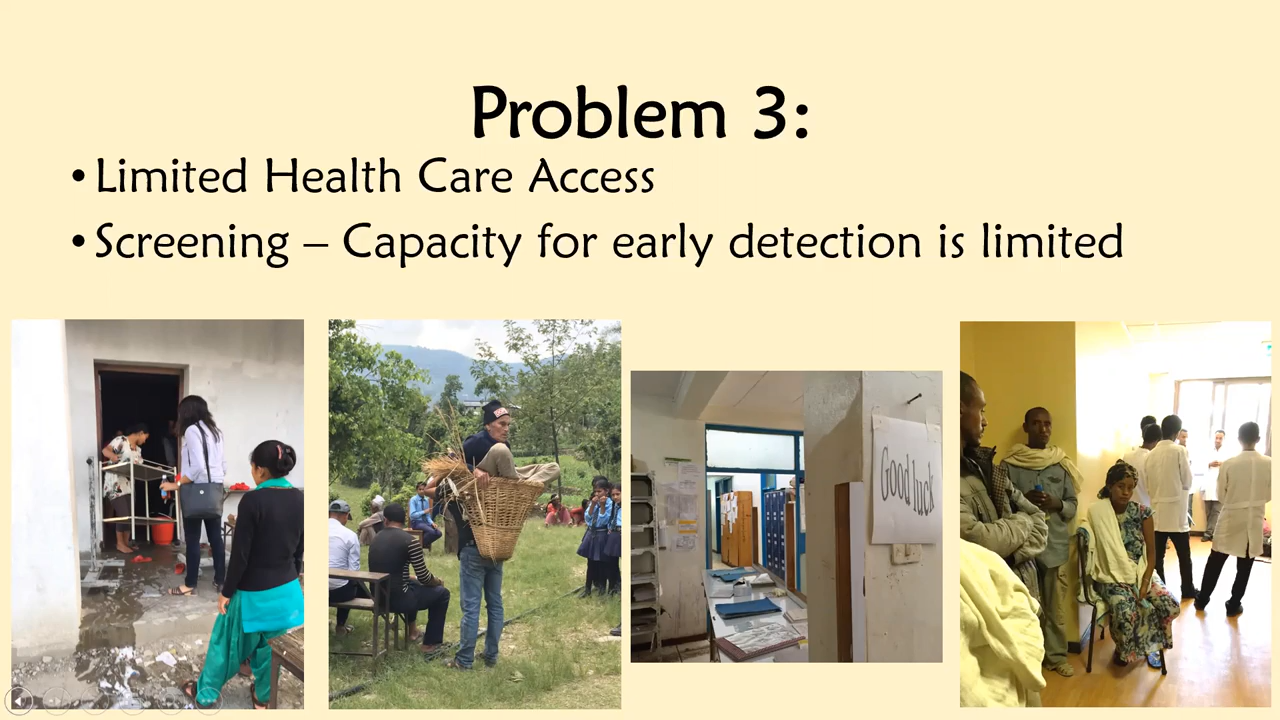 Problem 3:
• Limited Health Care Access
• Screening – Capacity for early detection is limited
Good luck